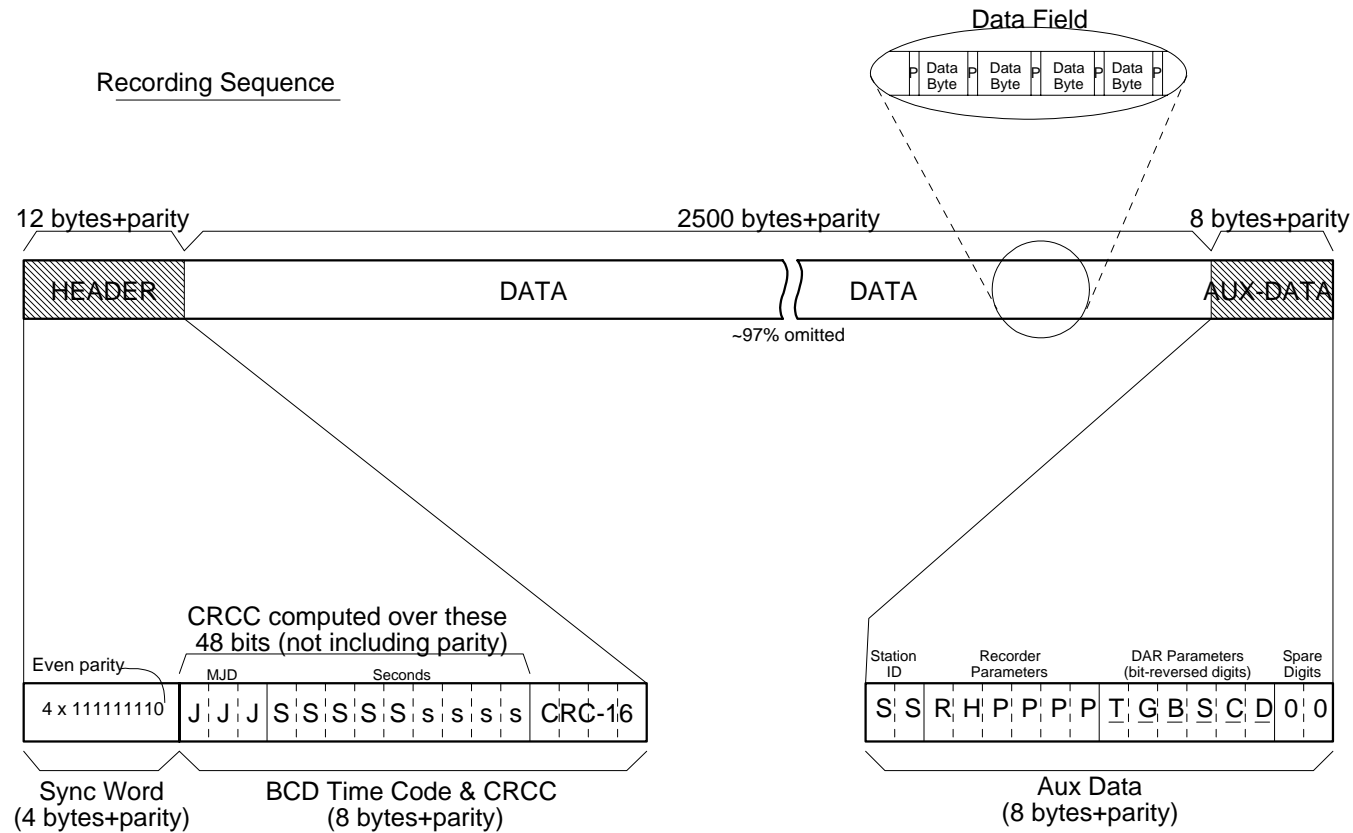 Data Field
Recording Sequence
P Data Byte P Data Byte P Data Byte P Data Byte P
12 bytes+parity
2500 bytes+parity
8 bytes+parity
HEADER
DATA
DATA
AUX-DATA
~97% omitted
CRCC computed over these
48 bits (not including parity)
Even parity
MJD
Seconds
4 x 111111110
J J J S S S S S s s s s CRC-16
Sync Word
(4 bytes+parity)
BCD Time Code & CRCC
(8 bytes+parity)
Station
ID
Recorder
Parameters
DAR Parameters
(bit-reversed digits)
Spare
Digits
S S R H P P P P T G B S C D 0 0
Aux Data
(8 bytes+parity)